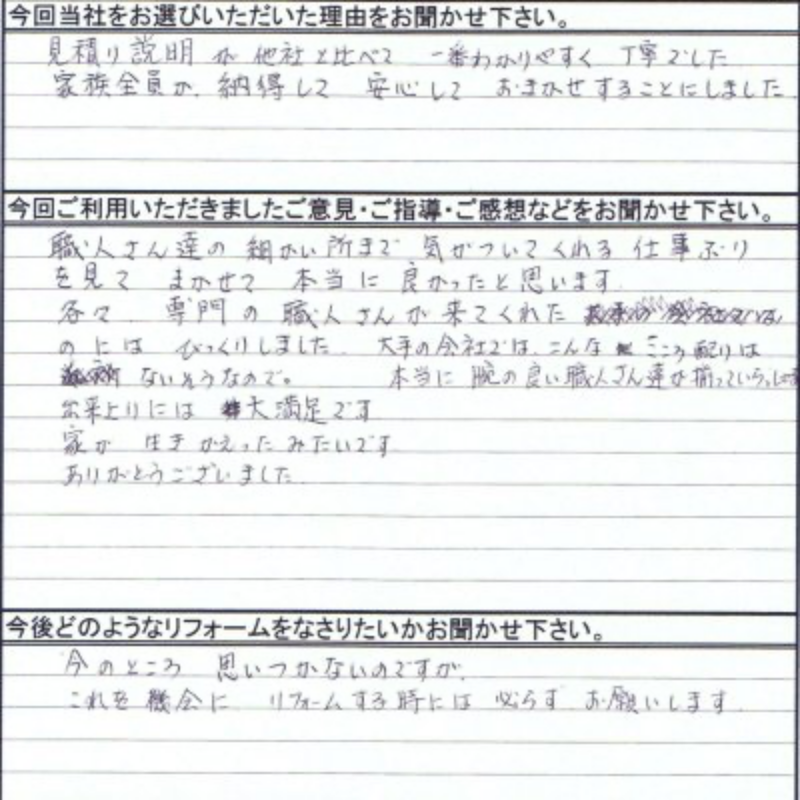 今回当社をお選びいただいた理由をお聞かせ下さい。
見積り説明が他社と比べて 一番わかりやすく 丁寧でした
家族全員が、納得して 安心して おまかせすることにしました
今回ご利用いただきましたご意見・ご指導・ご感想などをお聞かせ下さい。
職人さん達の細かい所まで 気がついてくれる 仕事ぶり
を見て まかせて 本当に良かったと思います
各々、専門の職人さんが来てくれた
のには びっくりしました。大手の会社では、こんな こころ配りは
ないそうなので。 本当に腕の良い職人さん達が揃っていらっしゃる
出来上りには 大満足です
家が 生きかえったみたいです
ありがとうございました
今後どのようなリフォームをなさりたいかお聞かせ下さい。
今のところ 思いつかないのですが、
これを機会に リフォームする時には 必らず お願いします